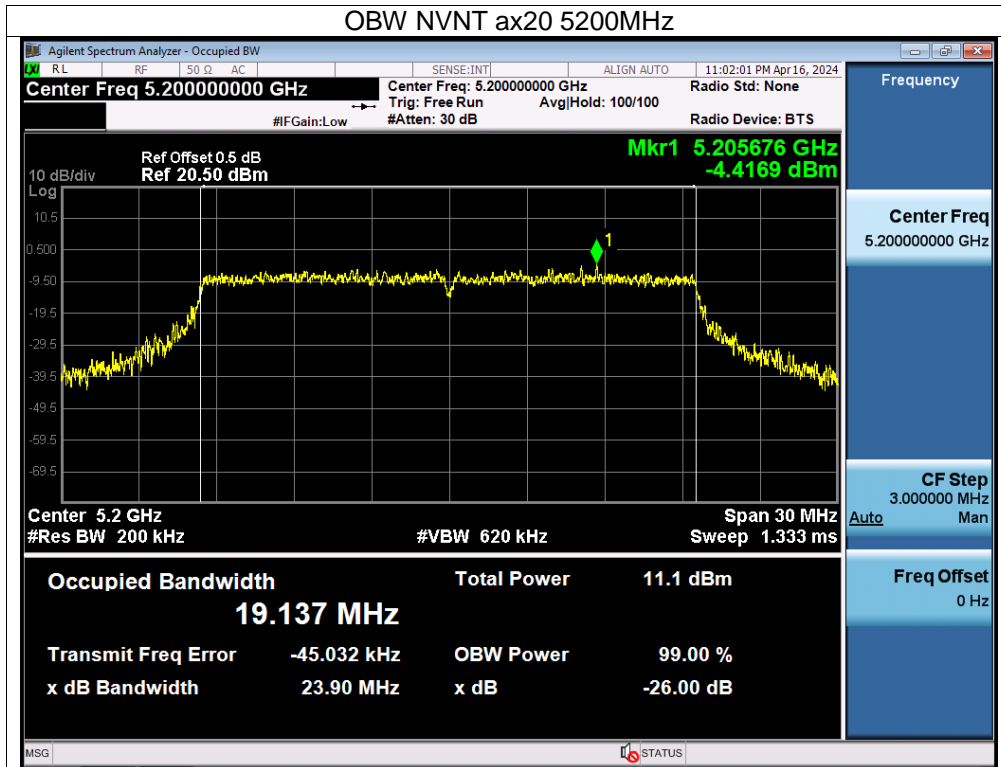 OBW NVNT ax20 5200MHz
Agilent Spectrum Analyzer - Occupied BW
LXI RL RF 50 Ω AC SENSE:INT ALIGN AUTO 11:02:01 PM Apr 16, 2024
Center Freq 5.200000000 GHz
#IFGain:Low
Center Freq: 5.200000000 GHz
Trig: Free Run Avg|Hold: 100/100
#Atten: 30 dB
Radio Std: None
Radio Device: BTS
Mkr1 5.205676 GHz
-4.4169 dBm
Ref Offset 0.5 dB
10 dB/div Ref 20.50 dBm
Log
10.5
0.500
-9.50
-19.5
-29.5
-39.5
-49.5
-59.5
-69.5
1
Center 5.2 GHz Span 30 MHz
#Res BW 200 kHz #VBW 620 kHz Sweep 1.333 ms
Occupied Bandwidth Total Power 11.1 dBm
19.137 MHz
Transmit Freq Error -45.032 kHz OBW Power 99.00 %
x dB Bandwidth 23.90 MHz x dB -26.00 dB
Frequency
Center Freq
5.200000000 GHz
CF Step
3.000000 MHz
Auto Man
Freq Offset
0 Hz
MSG STATUS